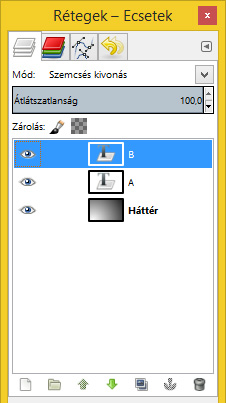 Rétegek – Ecsetek
Mód: Szemcsés kivonás
Átlátszatlanság 100,0
Zárolás:
B
A
Háttér